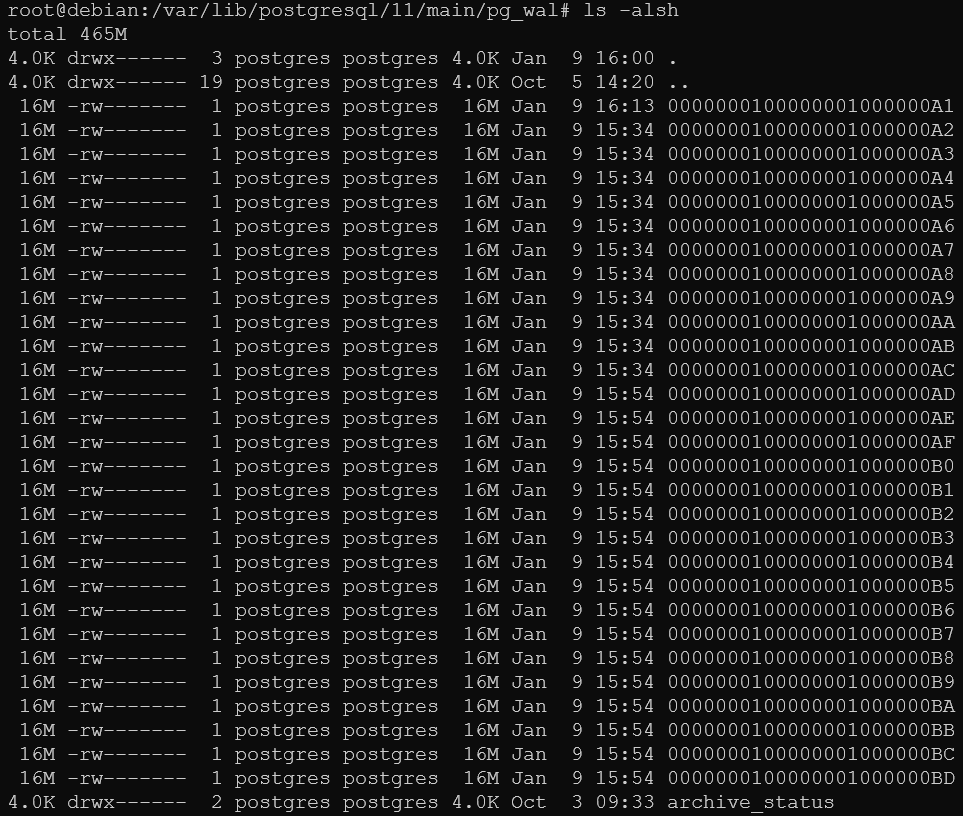 root@debian:/var/lib/postgresql/11/main/pg_wal# ls -alsh
total 465M
4.0K drwx------  3 postgres postgres 4.0K Jan  9 16:00 .
4.0K drwx------ 19 postgres postgres 4.0K Oct  5 14:20 ..
 16M -rw-------  1 postgres postgres  16M Jan  9 16:13 0000000100000001000000A1
 16M -rw-------  1 postgres postgres  16M Jan  9 15:34 0000000100000001000000A2
 16M -rw-------  1 postgres postgres  16M Jan  9 15:34 0000000100000001000000A3
 16M -rw-------  1 postgres postgres  16M Jan  9 15:34 0000000100000001000000A4
 16M -rw-------  1 postgres postgres  16M Jan  9 15:34 0000000100000001000000A5
 16M -rw-------  1 postgres postgres  16M Jan  9 15:34 0000000100000001000000A6
 16M -rw-------  1 postgres postgres  16M Jan  9 15:34 0000000100000001000000A7
 16M -rw-------  1 postgres postgres  16M Jan  9 15:34 0000000100000001000000A8
 16M -rw-------  1 postgres postgres  16M Jan  9 15:34 0000000100000001000000A9
 16M -rw-------  1 postgres postgres  16M Jan  9 15:34 0000000100000001000000AA
 16M -rw-------  1 postgres postgres  16M Jan  9 15:34 0000000100000001000000AB
 16M -rw-------  1 postgres postgres  16M Jan  9 15:34 0000000100000001000000AC
 16M -rw-------  1 postgres postgres  16M Jan  9 15:54 0000000100000001000000AD
 16M -rw-------  1 postgres postgres  16M Jan  9 15:54 0000000100000001000000AE
 16M -rw-------  1 postgres postgres  16M Jan  9 15:54 0000000100000001000000AF
 16M -rw-------  1 postgres postgres  16M Jan  9 15:54 0000000100000001000000B0
 16M -rw-------  1 postgres postgres  16M Jan  9 15:54 0000000100000001000000B1
 16M -rw-------  1 postgres postgres  16M Jan  9 15:54 0000000100000001000000B2
 16M -rw-------  1 postgres postgres  16M Jan  9 15:54 0000000100000001000000B3
 16M -rw-------  1 postgres postgres  16M Jan  9 15:54 0000000100000001000000B4
 16M -rw-------  1 postgres postgres  16M Jan  9 15:54 0000000100000001000000B5
 16M -rw-------  1 postgres postgres  16M Jan  9 15:54 0000000100000001000000B6
 16M -rw-------  1 postgres postgres  16M Jan  9 15:54 0000000100000001000000B7
 16M -rw-------  1 postgres postgres  16M Jan  9 15:54 0000000100000001000000B8
 16M -rw-------  1 postgres postgres  16M Jan  9 15:54 0000000100000001000000B9
 16M -rw-------  1 postgres postgres  16M Jan  9 15:54 0000000100000001000000BA
 16M -rw-------  1 postgres postgres  16M Jan  9 15:54 0000000100000001000000BB
 16M -rw-------  1 postgres postgres  16M Jan  9 15:54 0000000100000001000000BC
 16M -rw-------  1 postgres postgres  16M Jan  9 15:54 0000000100000001000000BD
4.0K drwx------  2 postgres postgres 4.0K Oct  3 09:33 archive_status